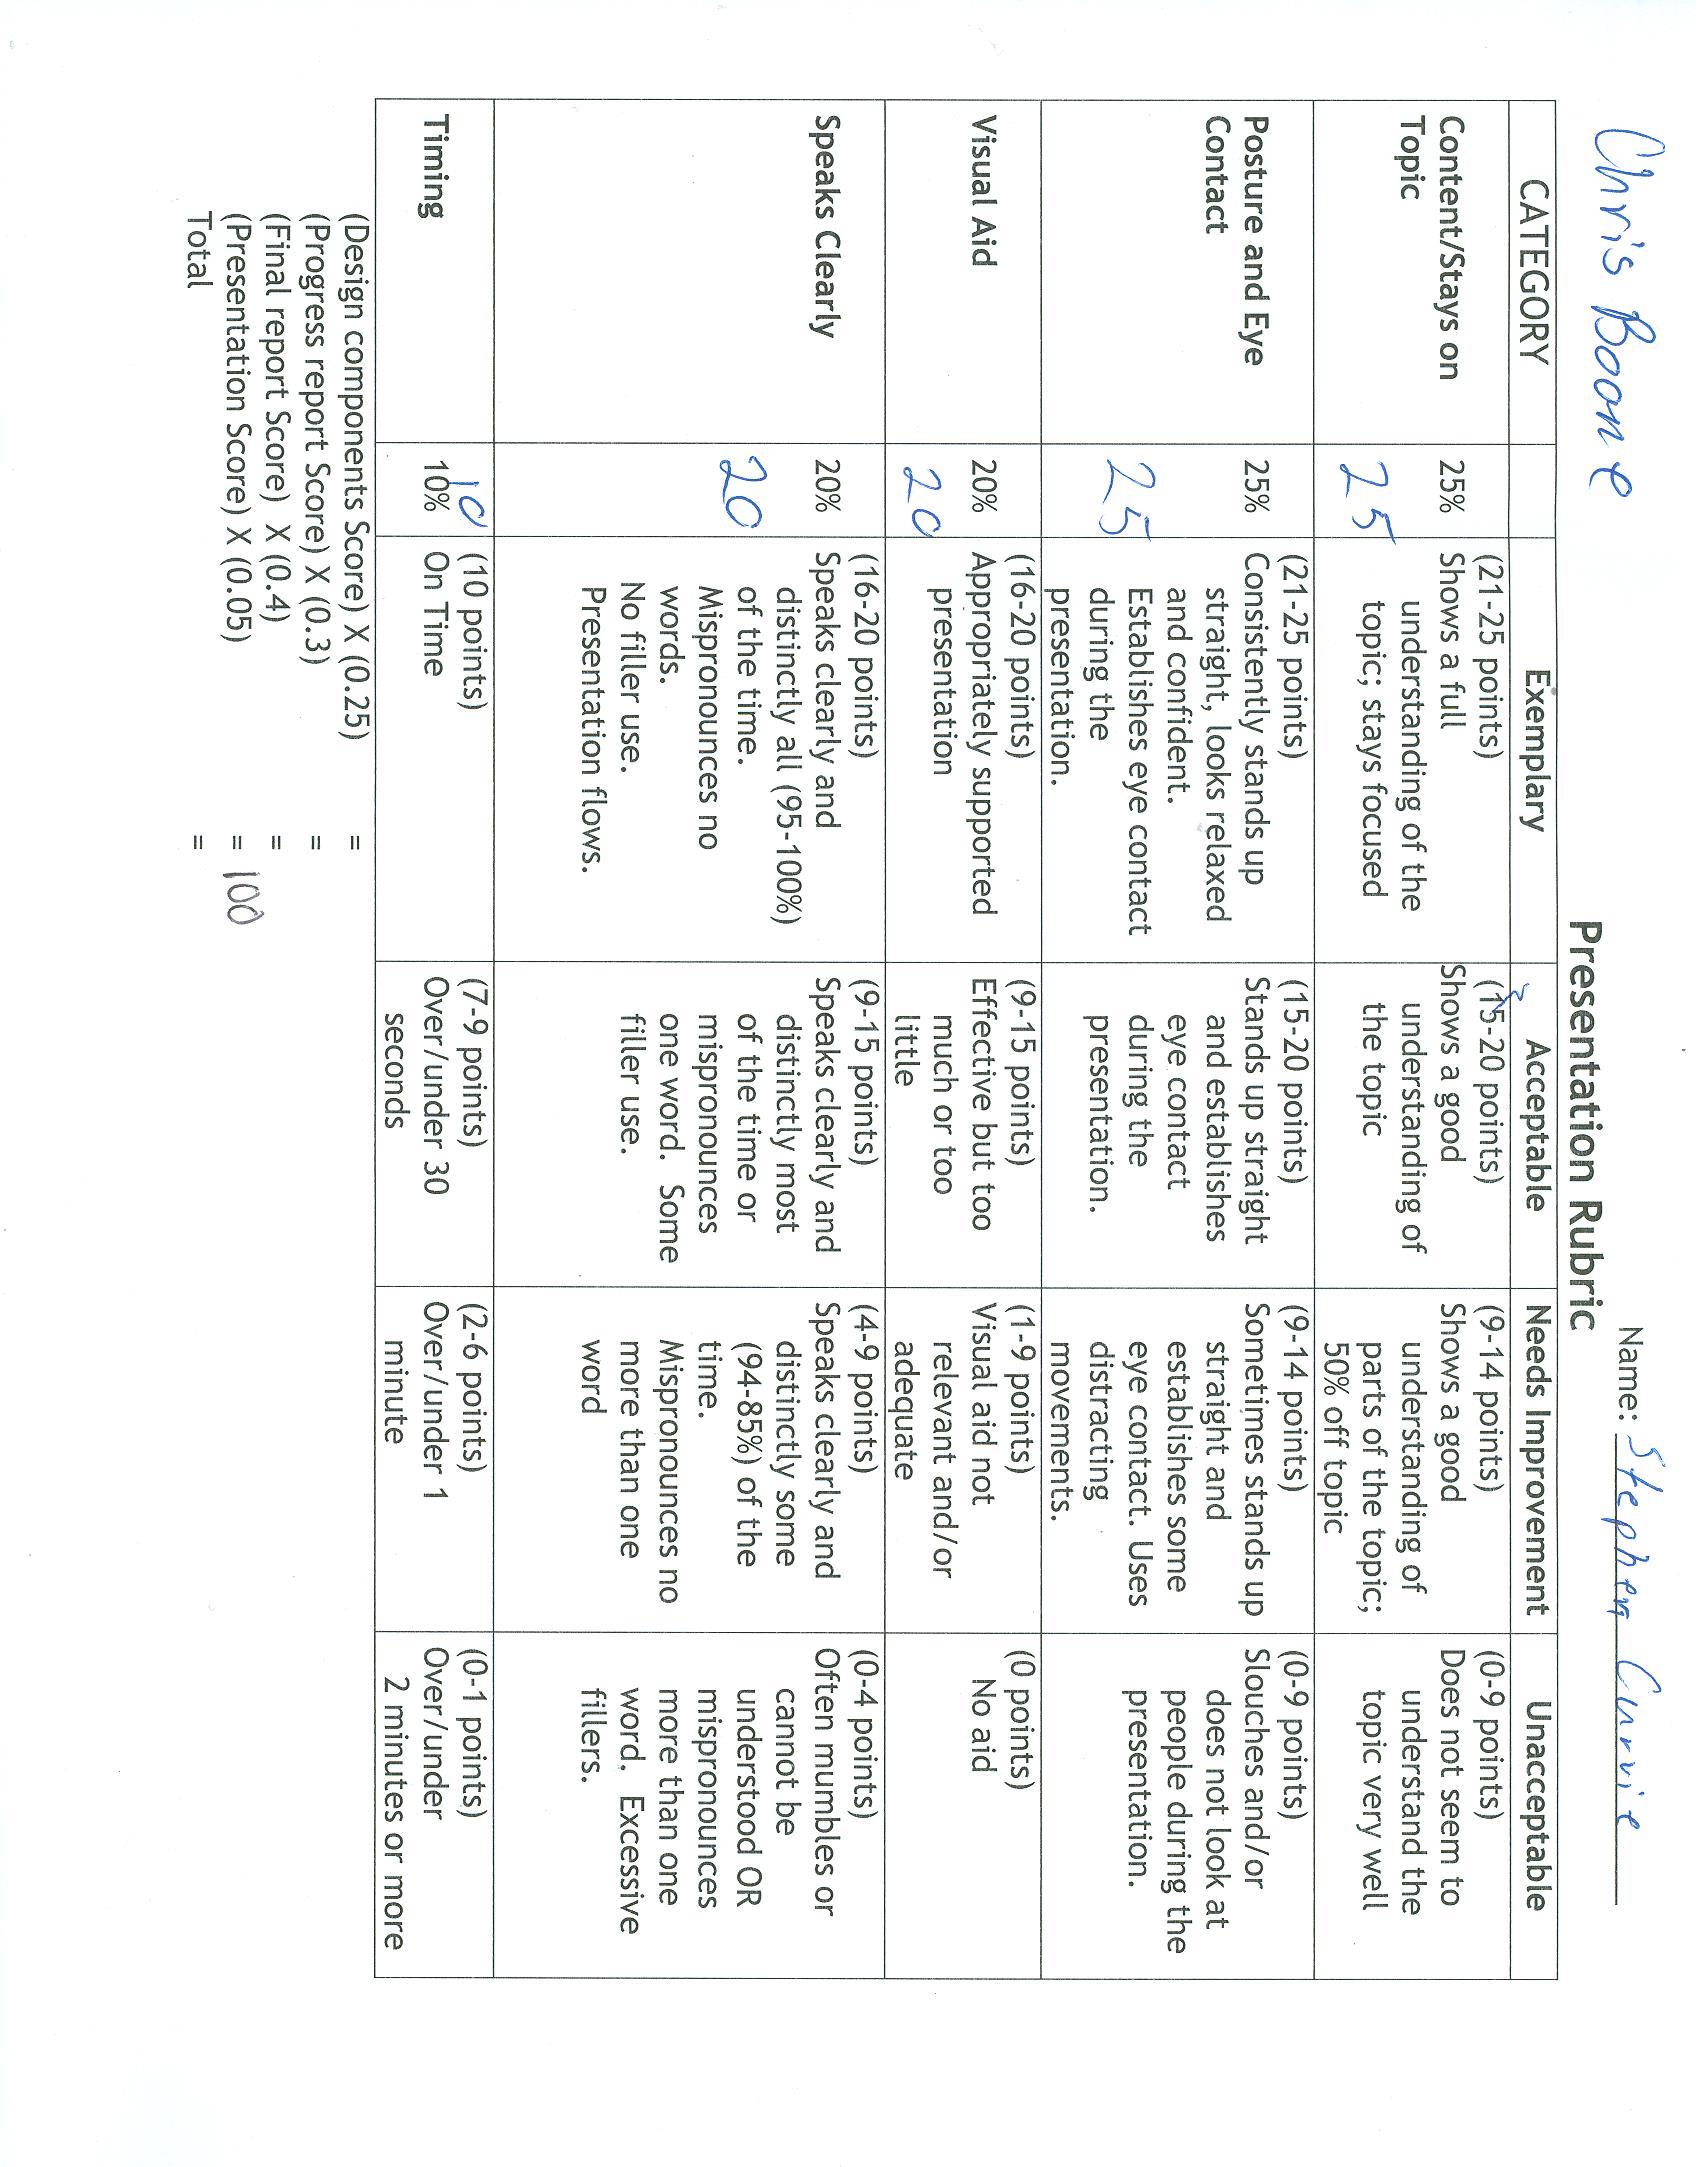 Chris Boone
Name: Stephen Currie
Presentation Rubric
CATEGORY
Exemplary
Acceptable
Needs Improvement
Unacceptable
Content/Stays on
Topic
25%
25
(21-25 points)
Shows a full
understanding of the
topic; stays focused
(15-20 points)
Shows a good
understanding of
the topic
(9-14 points)
Shows a good
understanding of
parts of the topic;
50% off topic
(0-9 points)
Does not seem to
understand the
topic very well
Posture and Eye
Contact
25%
25
(21-25 points)
Consistently stands up
straight, looks relaxed
and confident.
Establishes eye contact
during the
presentation.
(15-20 points)
Stands up straight
and establishes
eye contact
during the
presentation.
(9-14 points)
Sometimes stands up
straight and
establishes some
eye contact. Uses
distracting
movements.
(0-9 points)
Slouches and/or
does not look at
people during the
presentation.
Visual Aid
20%
20
(16-20 points)
Appropriately supported
presentation
(9-15 points)
Effective but too
much or too
little
(1-9 points)
Visual aid not
relevant and/or
adequate
(0 points)
No aid
Speaks Clearly
20%
20
(16-20 points)
Speaks clearly and
distinctly all (95-100%)
of the time.
Mispronounces no
words.
No filler use.
Presentation flows.
(9-15 points)
Speaks clearly and
distinctly most
of the time or
mispronounces
one word. Some
filler use.
(4-9 points)
Speaks clearly and
distinctly some
(94-85%) of the
time.
Mispronounces no
more than one
word
(0-4 points)
Often mumbles or
cannot be
understood OR
mispronounces
more than one
word. Excessive
fillers.
Timing
10
10%
(10 points)
On Time
(7-9 points)
Over/under 30
seconds
(2-6 points)
Over/under 1
minute
(0-1 points)
Over/under
2 minutes or more
(Design components Score) X (0.25) =
(Progress report Score) X (0.3) =
(Final report Score) X (0.4) =
(Presentation Score) X (0.05) = 100
Total =